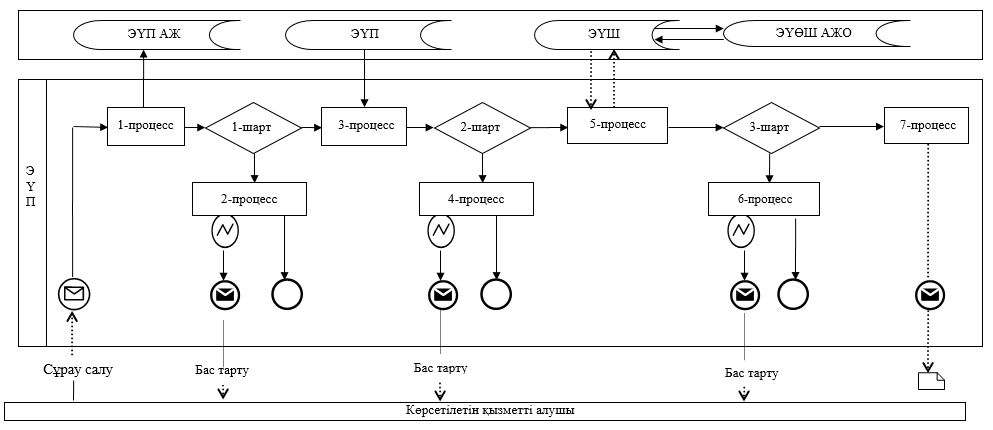 ЭҮП АЖ
ЭҮП
ЭҮШ
ЭҮӨШ АЖО
1-процесс
1-шарт
3-процесс
2-шарт
5-процесс
3-шарт
7-процесс
Э
Ү
П
2-процесс
4-процесс
6-процесс
Сұрау салу
Бас тарту
Бас тарту
Бас тарту
Көрсетілетін қызметті алушы